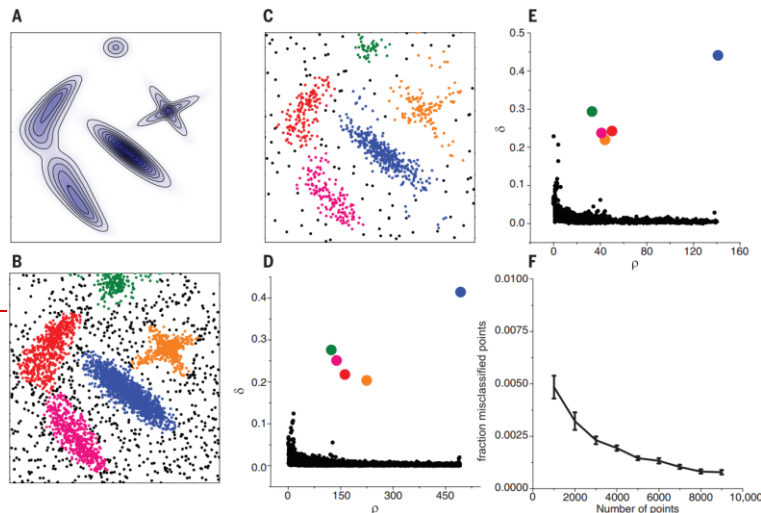 A
B
C
D
0.4
0.3
δ
0.2
0.1
0.0
0 150 300 450
ρ
E
0.5
0.4
0.3
δ
0.2
0.1
0.0
0 40 80 120 160
ρ
F
0.0100
0.0075
fraction misclassified points
0.0050
0.0025
0.0000
0 2000 4000 6000 8000 10,000
Number of points